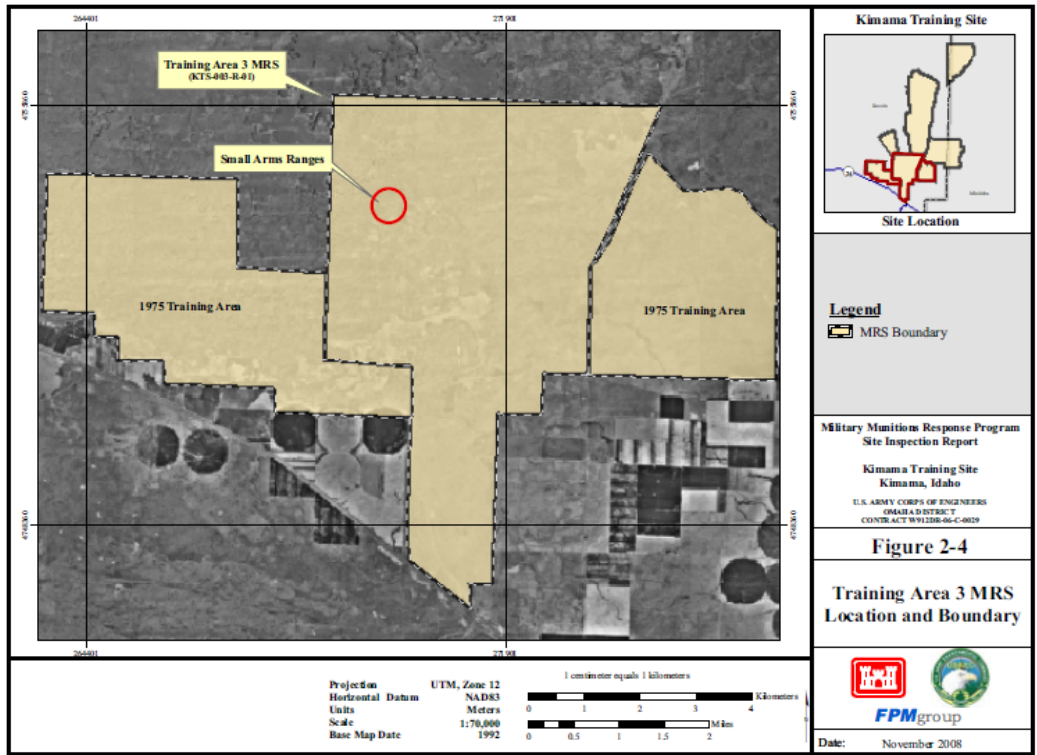 264401
271901
Training Area 3 MRS
(KTS-003-R-01)
Small Arms Ranges
1975 Training Area
1975 Training Area
4748360
4748360
264401
271901
Kimama Training Site
Site Location
Legend
MRS Boundary
Military Munitions Response Program
Site Inspection Report
Kimama Training Site
Kimama, Idaho
U.S. ARMY CORPS OF ENGINEERS
OMAHA DISTRICT
CONTRACT W912DR-06-C-0029
Figure 2-4
Training Area 3 MRS
Location and Boundary
FPMgroup
Date: November 2008
Projection UTM, Zone 12
Horizontal Datum NAD83
Units Meters
Scale 1:70,000
Base Map Date 1992
1 centimeter equals 1 kilometers
Kilometers
0 1 2 3 4
Miles
0 0.5 1 1.5 2